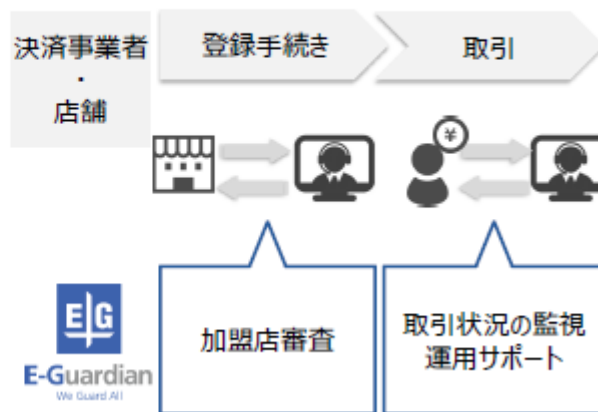 決済事業者
・
店舗
登録手続き
取引
¥
加盟店審査
取引状況の監視
運用サポート
EG
E-Guardian
We Guard All